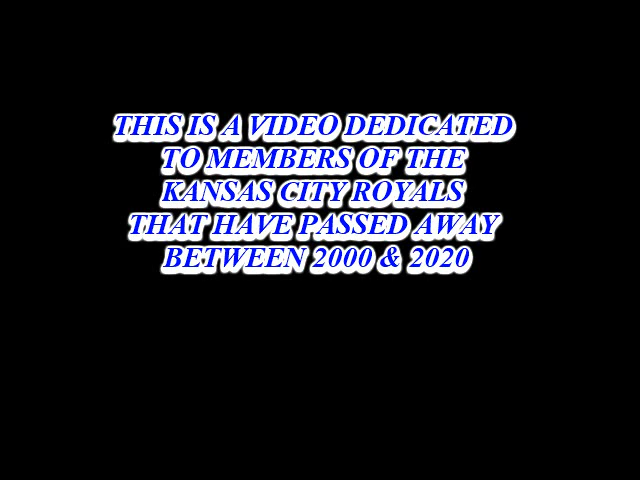 THIS IS A VIDEO DEDICATED
TO MEMBERS OF THE
KANSAS CITY ROYALS
THAT HAVE PASSED AWAY
BETWEEN 2000 & 2020